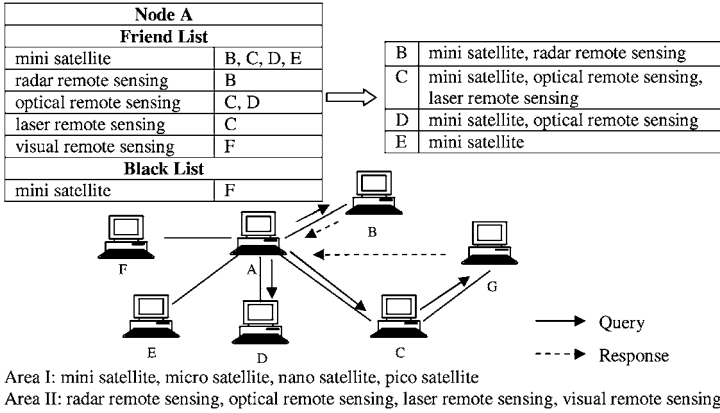 Node A
Friend List
mini satellite B, C, D, E
radar remote sensing B
optical remote sensing C, D
laser remote sensing C
visual remote sensing F
Black List
mini satellite F
B mini satellite, radar remote sensing
C mini satellite, optical remote sensing,
laser remote sensing
D mini satellite, optical remote sensing
E mini satellite
B
F
A
G
E
D
C
Query
Response
Area I: mini satellite, micro satellite, nano satellite, pico satellite
Area II: radar remote sensing, optical remote sensing, laser remote sensing, visual remote sensing